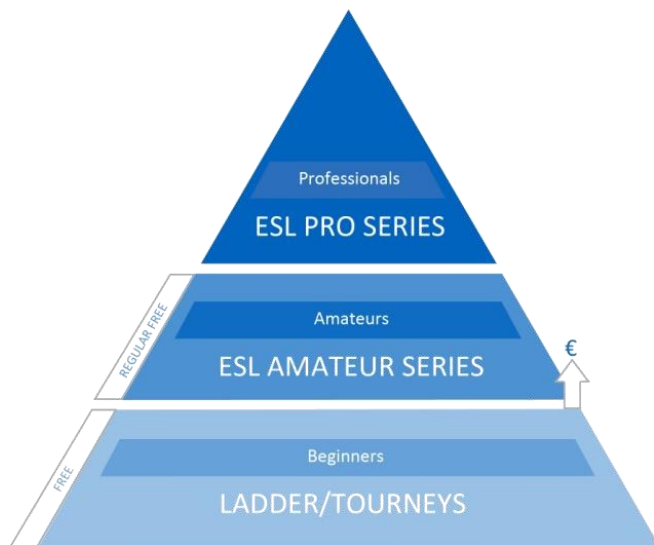 Professionals
ESL PRO SERIES
REGULAR FREE
Amateurs
ESL AMATEUR SERIES
€
FREE
Beginners
LADDER/TOURNEYS